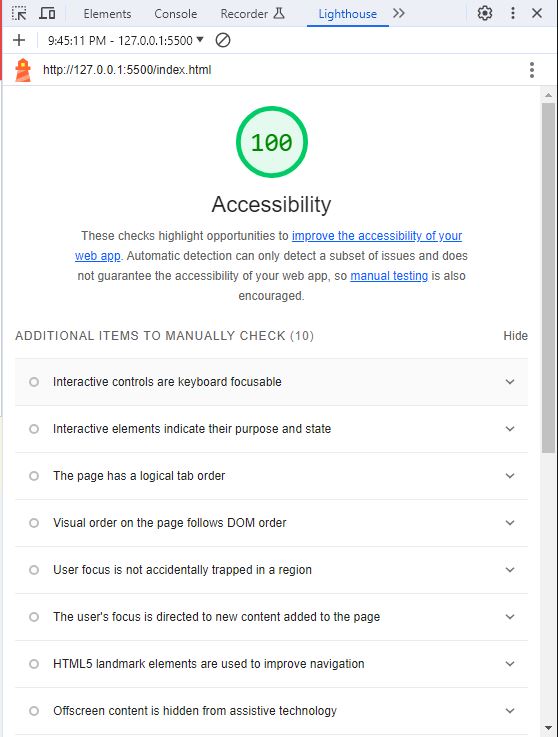 Elements Console Recorder Lighthouse
9:45:11 PM - 127.0.0.1:5500
http://127.0.0.1:5500/index.html
100
Accessibility
These checks highlight opportunities to improve the accessibility of your
web app. Automatic detection can only detect a subset of issues and does
not guarantee the accessibility of your web app, so manual testing is also
encouraged.
ADDITIONAL ITEMS TO MANUALLY CHECK (10) Hide
Interactive controls are keyboard focusable
Interactive elements indicate their purpose and state
The page has a logical tab order
Visual order on the page follows DOM order
User focus is not accidentally trapped in a region
The user's focus is directed to new content added to the page
HTML5 landmark elements are used to improve navigation
Offscreen content is hidden from assistive technology